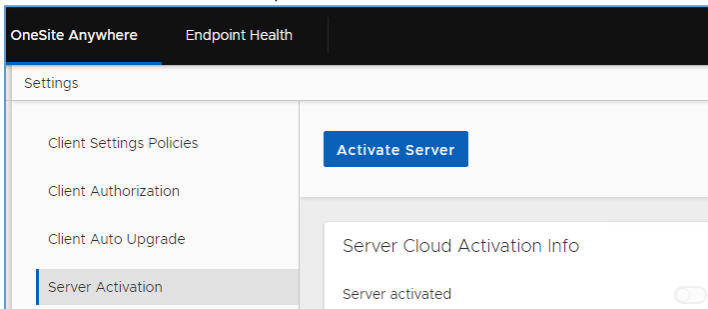 OneSite Anywhere Endpoint Health
Settings
Client Settings Policies
Activate Server
Client Authorization
Client Auto Upgrade
Server Cloud Activation Info
Server Activation
Server activated